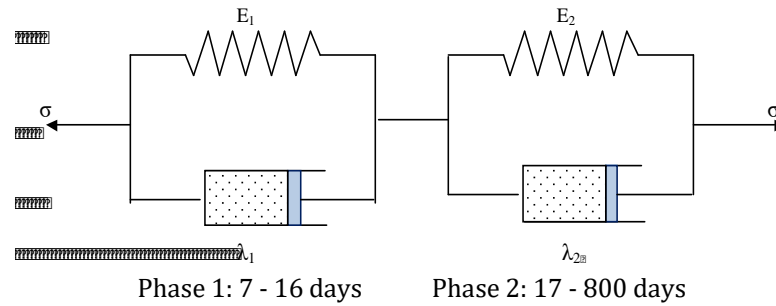 E1 E2
σ σ
λ1 λ2
Phase 1: 7 - 16 days Phase 2: 17 - 800 days